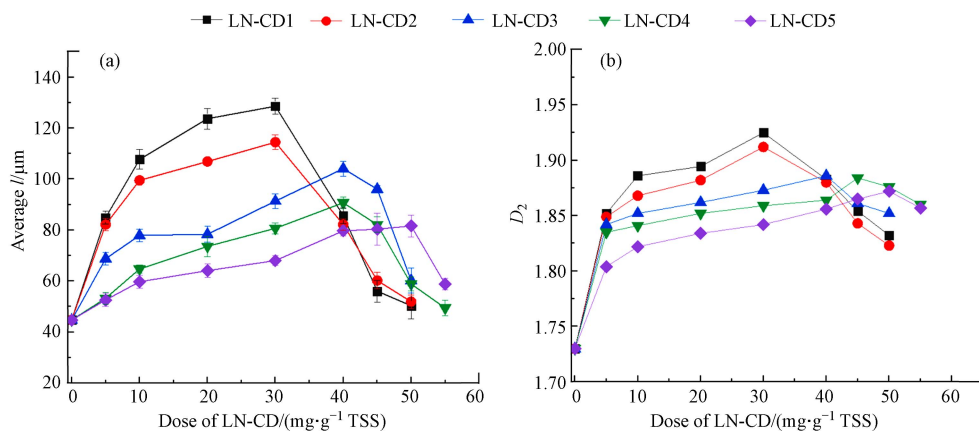 LN-CD1 LN-CD2 LN-CD3 LN-CD4 LN-CD5
(a)
Average l/μm
140
120
100
80
60
40
20
0 10 20 30 40 50 60
Dose of LN-CD/(mg·g⁻¹ TSS)
(b)
D₂
2.00
1.95
1.90
1.85
1.80
1.75
1.70
0 10 20 30 40 50 60
Dose of LN-CD/(mg·g⁻¹ TSS)